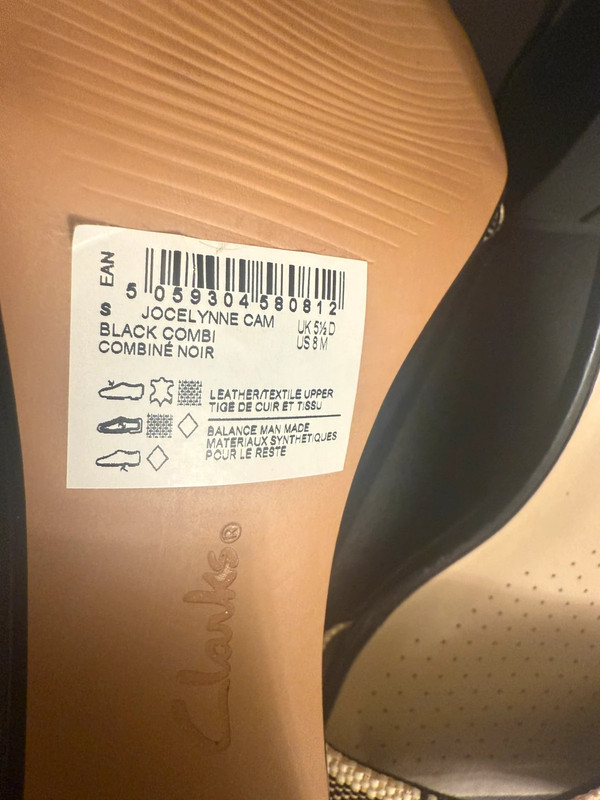 EAN
5 059304 580812
S JOCELYNNE CAM UK 5½ D
BLACK COMBI US 8 M
COMBINÉ NOIR
LEATHER/TEXTILE UPPER
TIGE DE CUIR ET TISSU
BALANCE MAN MADE
MATERIAUX SYNTHETIQUES
POUR LE RESTE
Clarks®